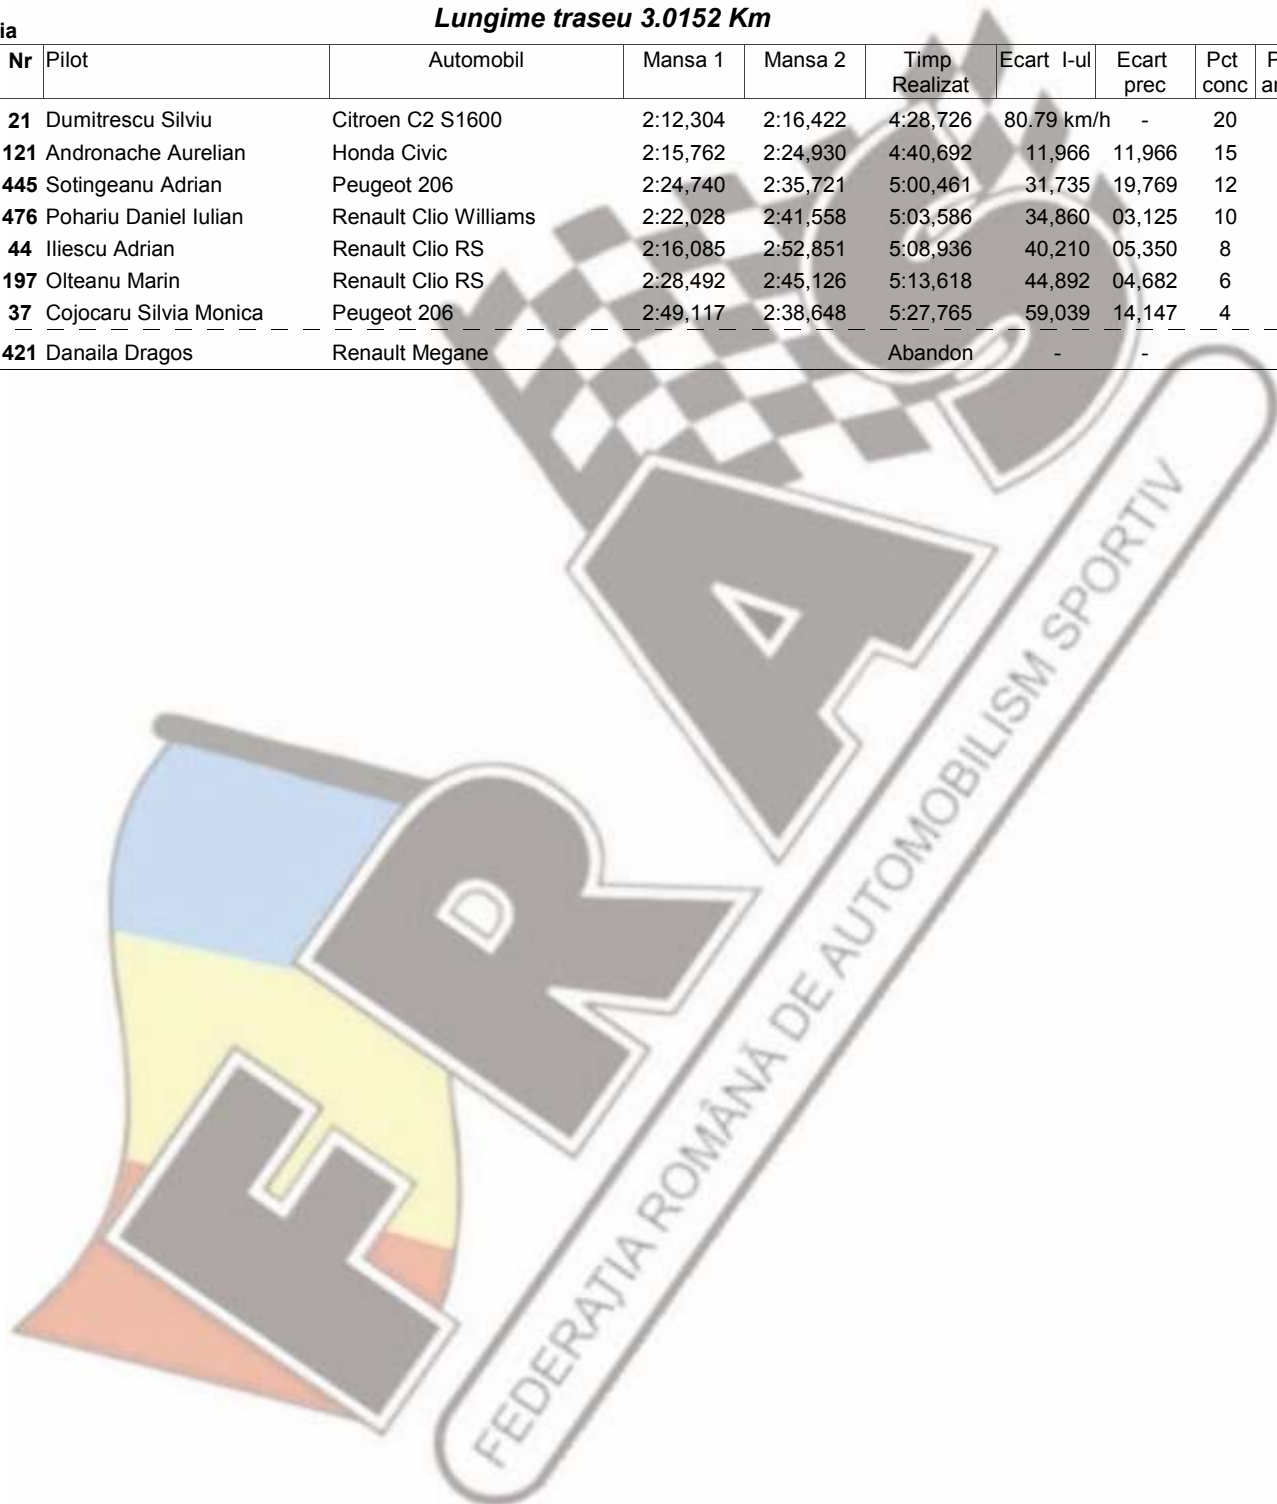 Lungime traseu 3.0152 Km
ia
Nr Pilot Automobil Mansa 1 Mansa 2 Timp Realizat Ecart I-ul Ecart prec Pct conc
21 Dumitrescu Silviu Citroen C2 S1600 2:12,304 2:16,422 4:28,726 80.79 km/h - 20
121 Andronache Aurelian Honda Civic 2:15,762 2:24,930 4:40,692 11,966 11,966 15
445 Sotingeanu Adrian Peugeot 206 2:24,740 2:35,721 5:00,461 31,735 19,769 12
476 Pohariu Daniel Iulian Renault Clio Williams 2:22,028 2:41,558 5:03,586 34,860 03,125 10
44 Iliescu Adrian Renault Clio RS 2:16,085 2:52,851 5:08,936 40,210 05,350 8
197 Olteanu Marin Renault Clio RS 2:28,492 2:45,126 5:13,618 44,892 04,682 6
37 Cojocaru Silvia Monica Peugeot 206 2:49,117 2:38,648 5:27,765 59,039 14,147 4
421 Danaila Dragos Renault Megane Abandon - -
FRAS
FEDERAŢIA ROMÂNĂ DE AUTOMOBILISM SPORTIV